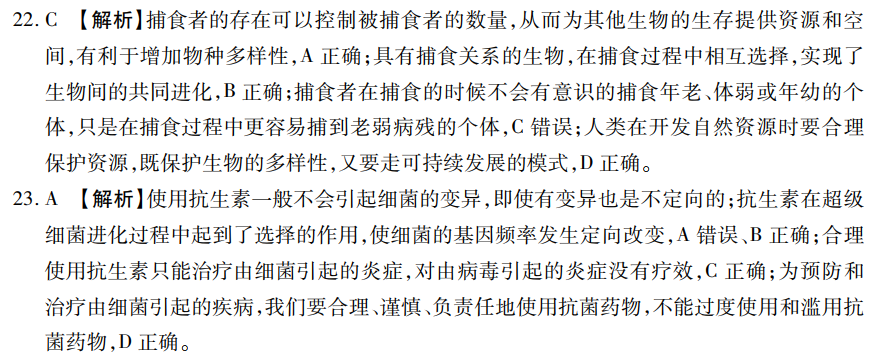 22. C 【解析】捕食者的存在可以控制被捕食者的数量,从而为其他生物的生存提供资源和空
间,有利于增加物种多样性,A 正确;具有捕食关系的生物,在捕食过程中相互选择,实现了
生物间的共同进化,B 正确;捕食者在捕食的时候不会有意识的捕食年老、体弱或年幼的个
体,只是在捕食过程中更容易捕到老弱病残的个体,C 错误;人类在开发自然资源时要合理
保护资源,既保护生物的多样性,又要走可持续发展的模式,D 正确。
23. A 【解析】使用抗生素一般不会引起细菌的变异,即使有变异也是不定向的;抗生素在超级
细菌进化过程中起到了选择的作用,使细菌的基因频率发生定向改变,A 错误、B 正确;合理
使用抗生素只能治疗由细菌引起的炎症,对由病毒引起的炎症没有疗效,C 正确;为预防和
治疗由细菌引起的疾病,我们要合理、谨慎、负责任地使用抗菌药物,不能过度使用和滥用抗
菌药物,D 正确。